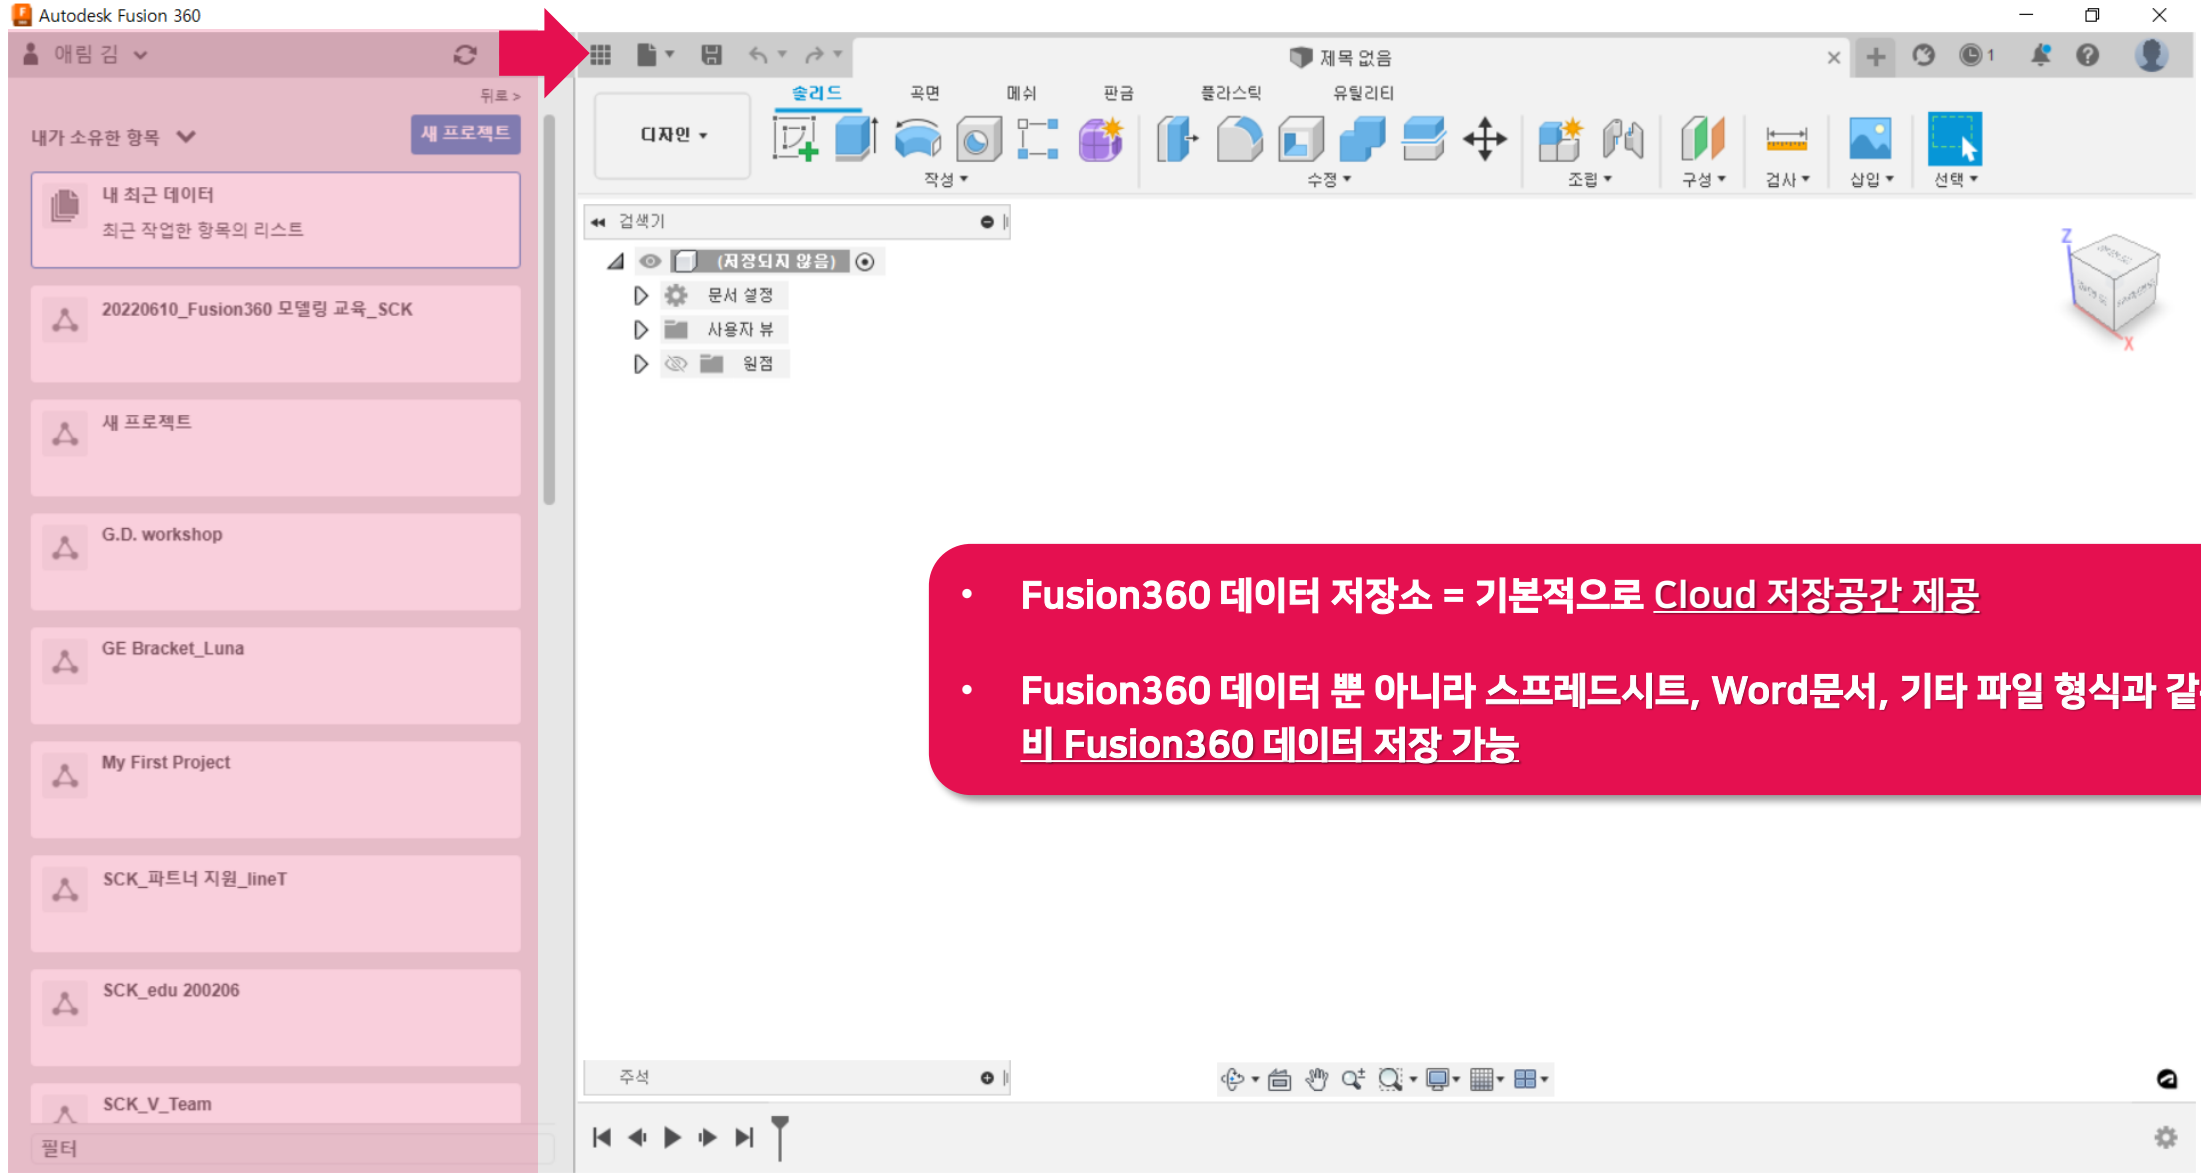 Autodesk Fusion 360
애림 김
1
제목 없음
뒤로 >
내가 소유한 항목
새 프로젝트
내 최근 데이터
최근 작업한 항목의 리스트
20220610_Fusion360 모델링 교육_SCK
새 프로젝트
G.D. workshop
GE Bracket_Luna
My First Project
SCK_파트너 지원_lineT
SCK_edu 200206
SCK_V_Team
필터
솔리드 곡면 메쉬 판금 플라스틱 유틸리티
디자인
작성 수정 조립 구성 검사 삽입 선택
검색기
(저장되지 않음)
문서 설정
사용자 뷰
원점
Z
X
• Fusion360 데이터 저장소 = 기본적으로 Cloud 저장공간 제공
• Fusion360 데이터 뿐 아니라 스프레드시트, Word문서, 기타 파일 형식과
비 Fusion360 데이터 저장 가능
주석